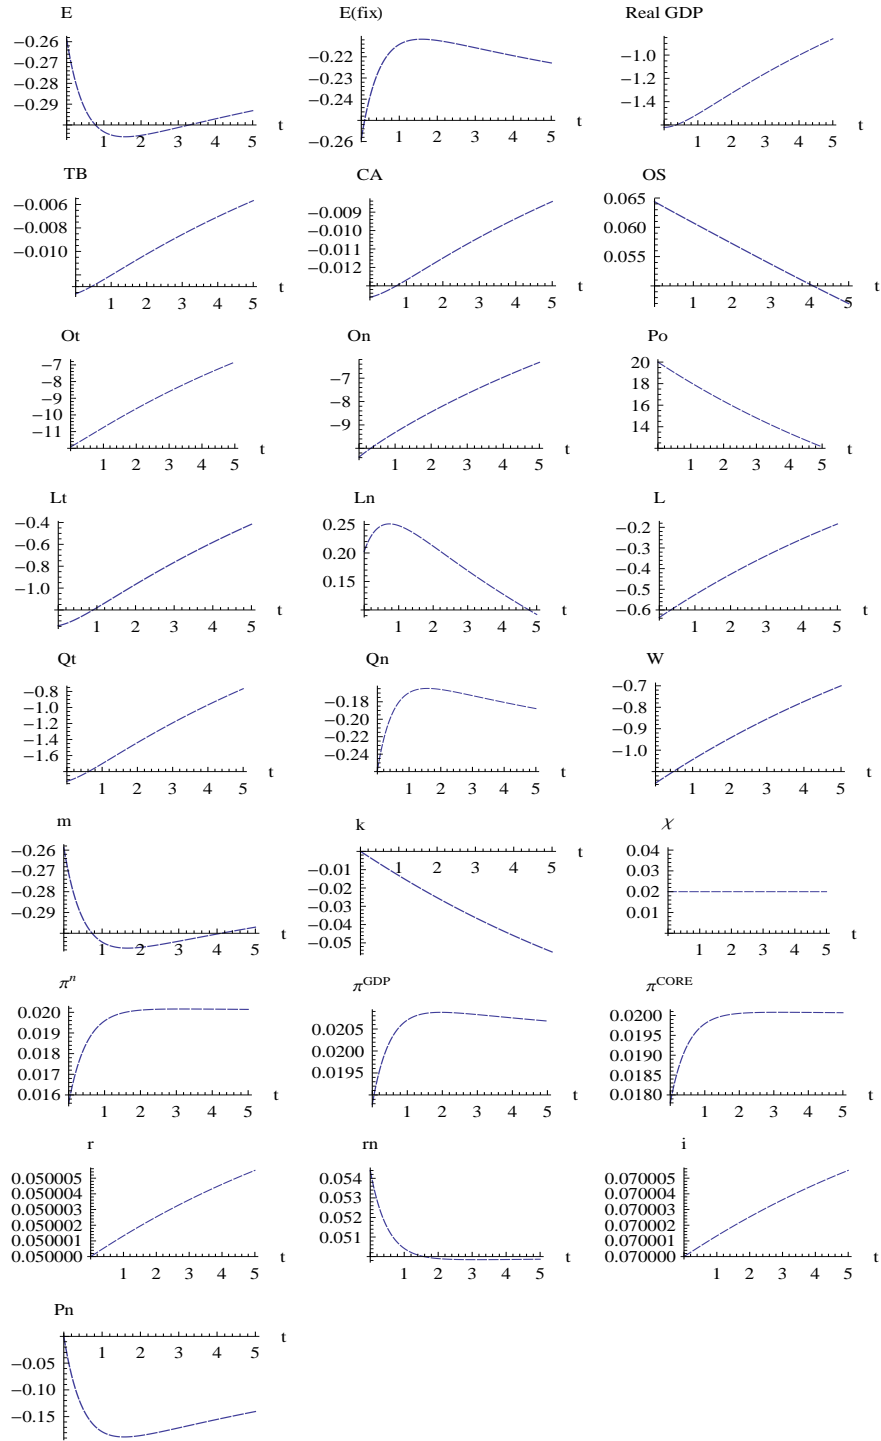 E E(fix) Real GDP
−0.26 −0.27 −0.28 −0.29 1 2 3 4 5 t
−0.22 −0.23 −0.24 −0.26 1 2 3 4 5 t
−1.0 −1.2 −1.4 1 2 3 4 5 t
TB CA OS
−0.006 −0.008 −0.010 1 2 3 4 5 t
−0.009 −0.010 −0.011 −0.012 1 2 3 4 5 t
0.065 0.060 0.055 1 2 3 4 5 t
Ot On Po
−7 −8 −9 −10 −11 1 2 3 4 5 t
−7 −8 −9 1 2 3 4 5 t
20 18 16 14 1 2 3 4 5 t
Lt Ln L
−0.4 −0.6 −0.8 −1.0 1 2 3 4 5 t
0.25 0.20 0.15 1 2 3 4 5 t
−0.2 −0.3 −0.4 −0.5 −0.6 1 2 3 4 5 t
Qt Qn W
−0.8 −1.0 −1.2 −1.4 −1.6 1 2 3 4 5 t
−0.18 −0.20 −0.22 −0.24 1 2 3 4 5 t
−0.7 −0.8 −0.9 −1.0 1 2 3 4 5 t
m k χ
−0.26 −0.27 −0.28 −0.29 1 2 3 4 5 t
−0.01 −0.02 −0.03 −0.04 −0.05 1 2 3 4 5 t
0.04 0.03 0.02 0.01 1 2 3 4 5 t
πⁿ π^GDP π^CORE
0.020 0.019 0.018 0.017 0.016 1 2 3 4 5 t
0.0205 0.0200 0.0195 1 2 3 4 5 t
0.0200 0.0195 0.0190 0.0185 0.0180 1 2 3 4 5 t
r rn i
0.050005 0.050004 0.050003 0.050002 0.050001 0.050000 1 2 3 4 5 t
0.054 0.053 0.052 0.051 1 2 3 4 5 t
0.070005 0.070004 0.070003 0.070002 0.070001 0.070000 1 2 3 4 5 t
Pn
−0.05 −0.10 −0.15 1 2 3 4 5 t